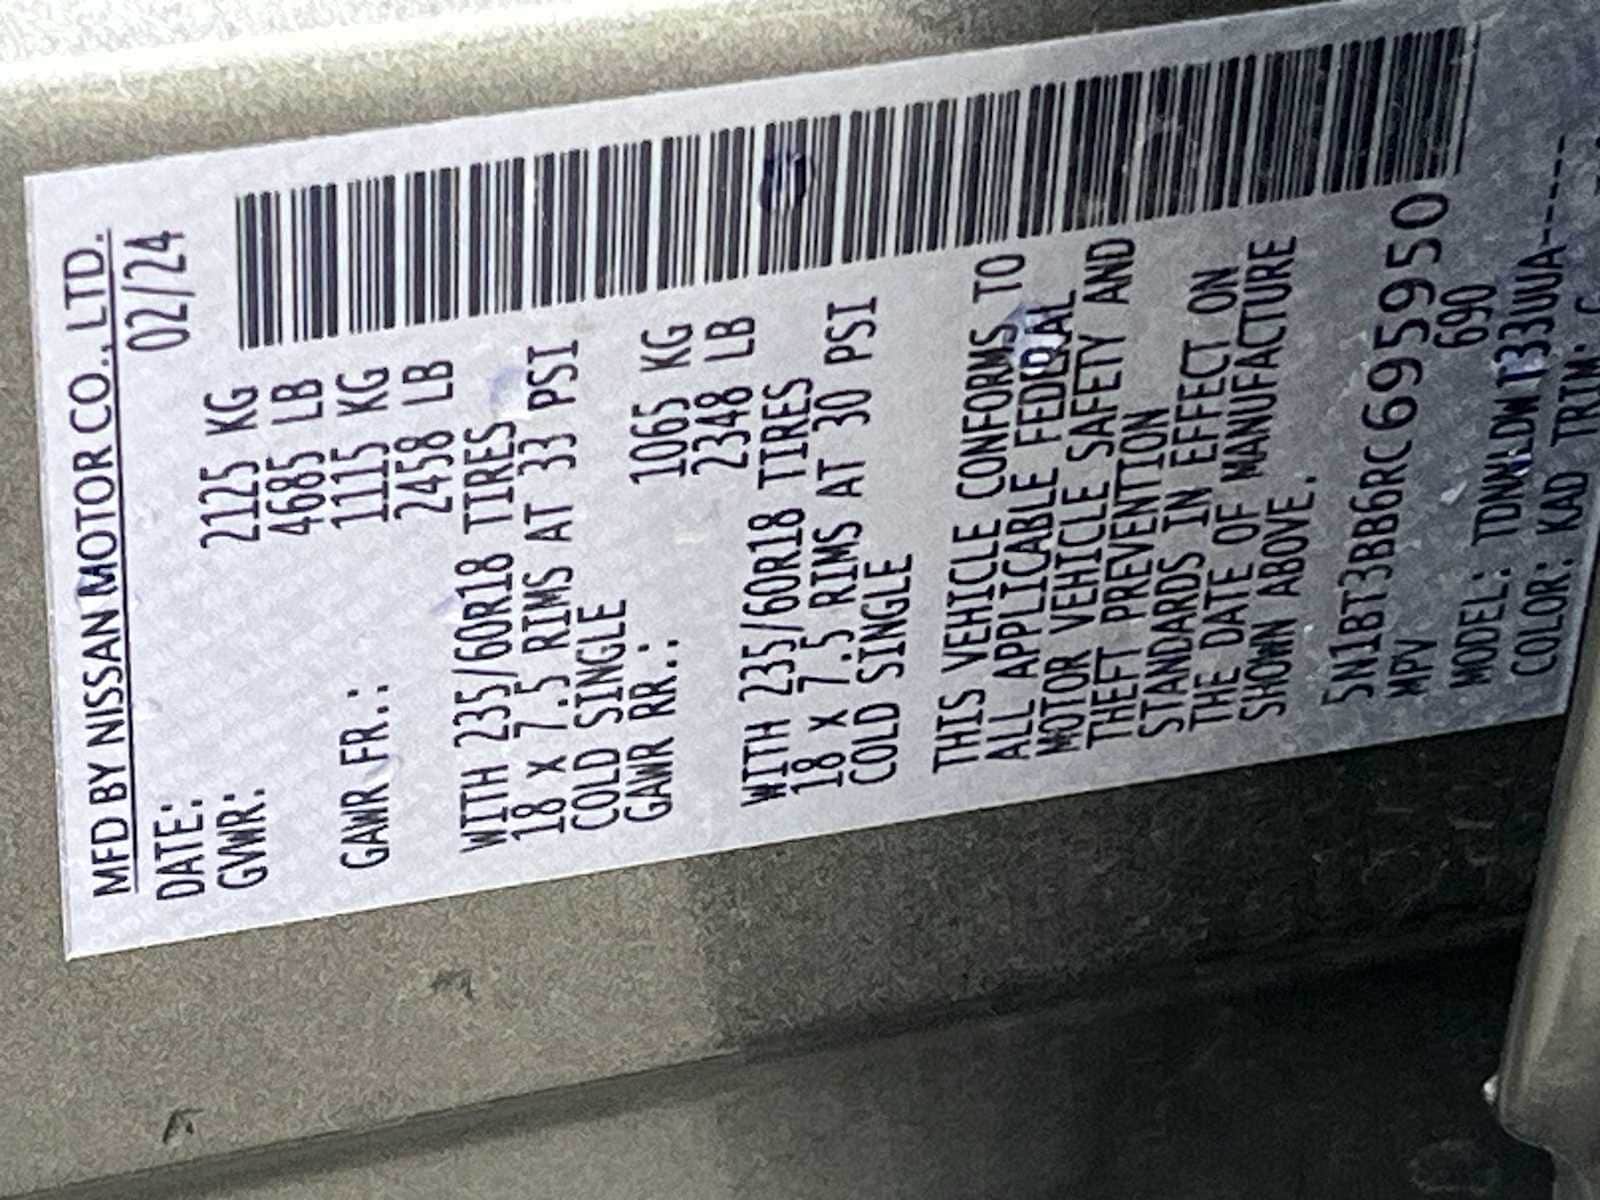 MFD BY NISSAN MOTOR CO., LTD.
DATE: 02/24
GVWR: 2125 KG
4685 LB
GAWR FR.: 1115 KG
2458 LB
WITH 235/60R18 TIRES
18 X 7.5 RIMS AT 33 PSI
COLD SINGLE
GAWR RR.: 1065 KG
2348 LB
WITH 235/60R18 TIRES
18 X 7.5 RIMS AT 30 PSI
COLD SINGLE
THIS VEHICLE CONFORMS TO
ALL APPLICABLE FEDERAL
MOTOR VEHICLE SAFETY AND
THEFT PREVENTION
STANDARDS IN EFFECT ON
THE DATE OF MANUFACTURE
SHOWN ABOVE.
5N1BT3BB6RC695950
MPV 690
MODEL: TDNNLDWT33UUA-----
COLOR: KAD TRIM: